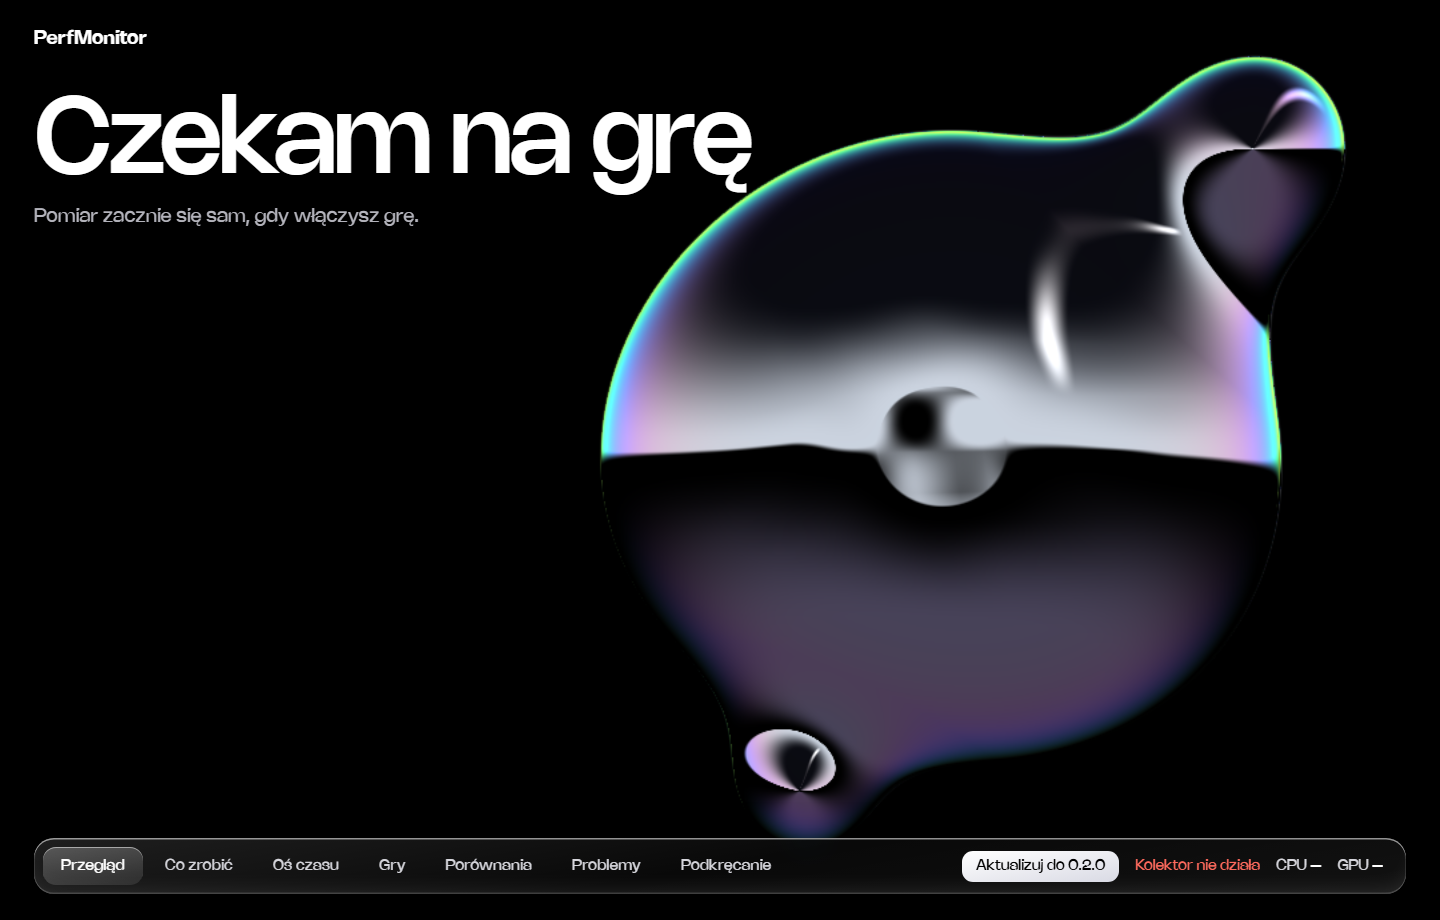 PerfMonitor
Czekam na grę
Pomiar zacznie się sam, gdy włączysz grę.
Przegląd Co zrobić Oś czasu Gry Porównania Problemy Podkręcanie Aktualizuj do 0.2.0 Kolektor nie działa CPU — GPU —